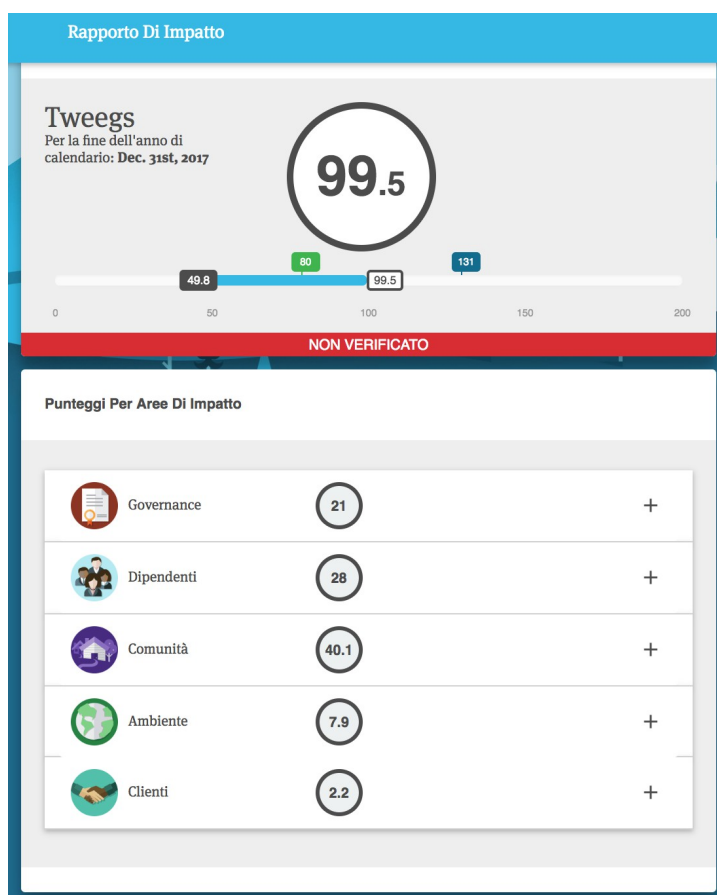 Rapporto Di Impatto
Tweegs
Per la fine dell'anno di
calendario: Dec. 31st, 2017
99.5
80
131
49.8
99.5
0
50
100
150
200
NON VERIFICATO
Punteggi Per Aree Di Impatto
Governance
21
+
Dipendenti
28
+
Comunità
40.1
+
Ambiente
7.9
+
Clienti
2.2
+